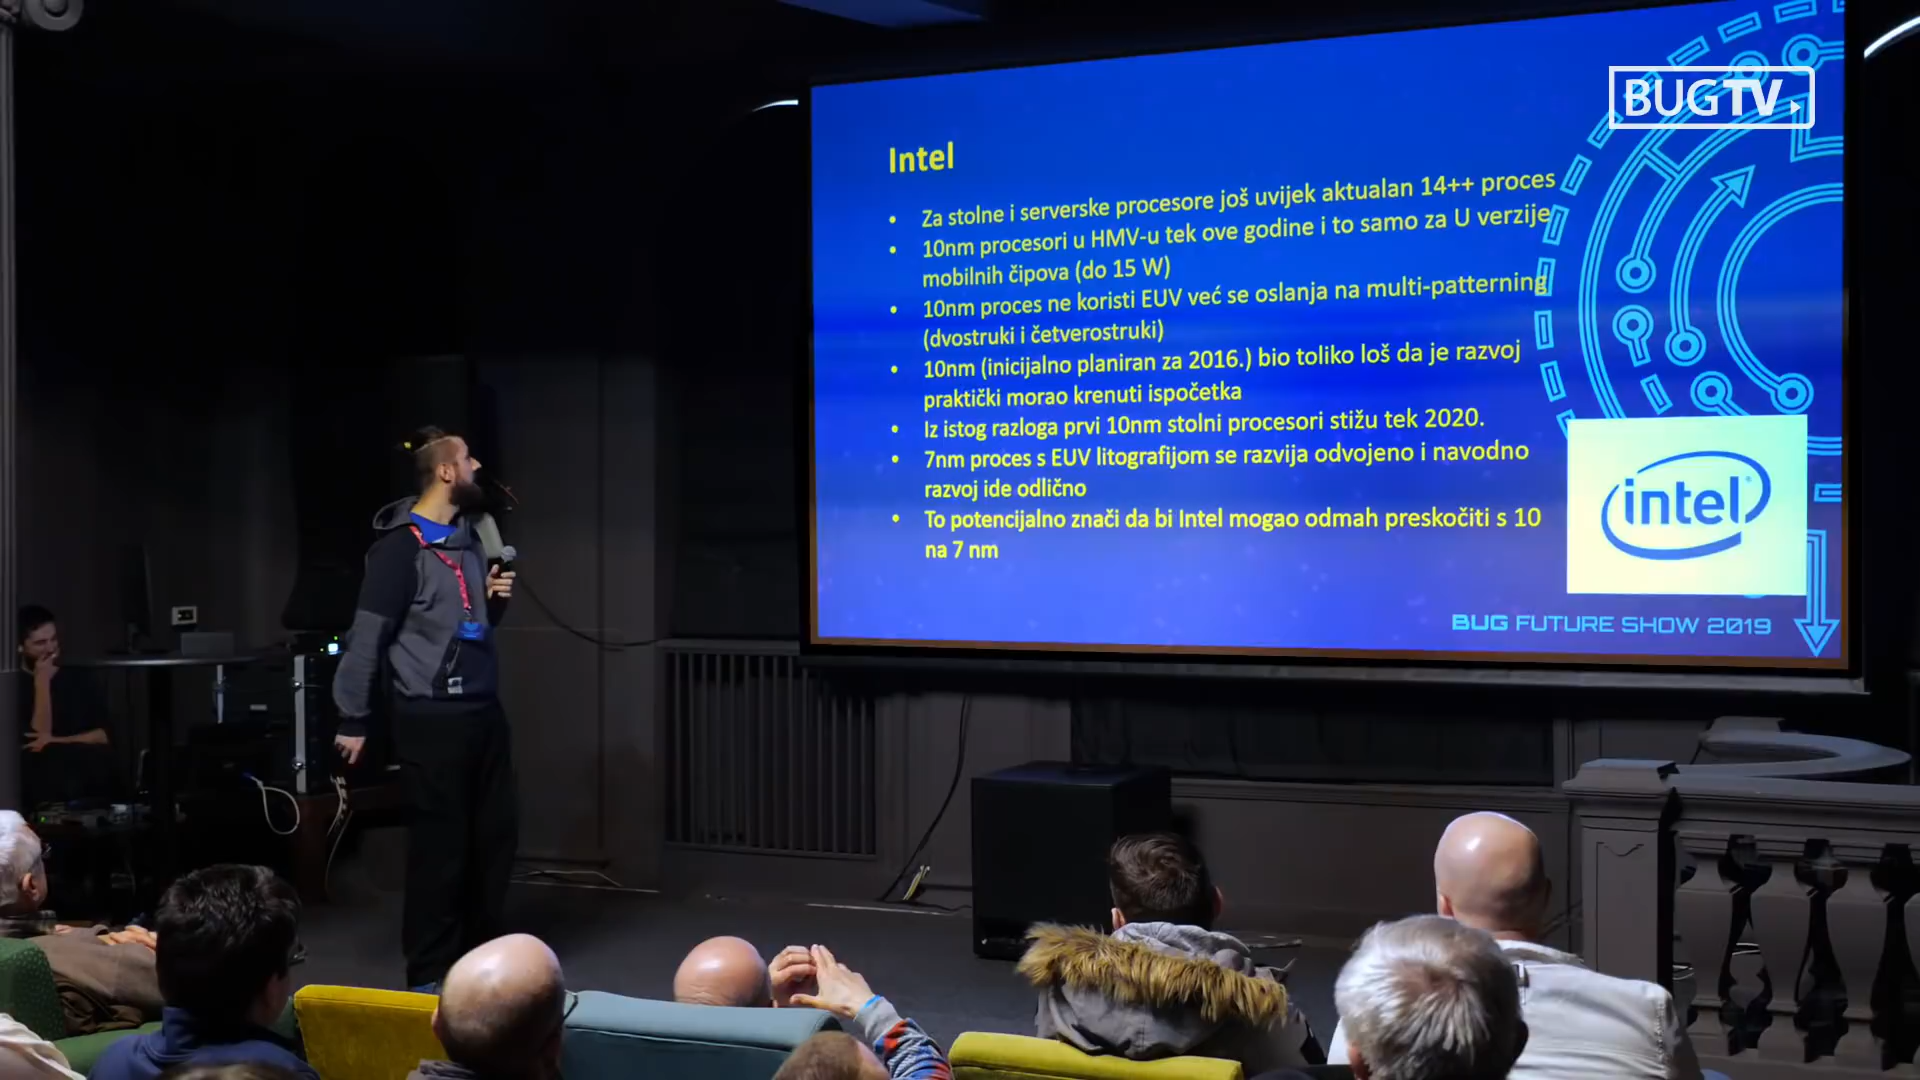 BUGTV
Intel
• Za stolne i serverske procesore još uvijek aktualan 14++ proces
• 10nm procesori u HMV-u tek ove godine i to samo za U verzije
mobilnih čipova (do 15 W)
• 10nm proces ne koristi EUV već se oslanja na multi-patterning
(dvostruki i četverostruki)
• 10nm (inicijalno planiran za 2016.) bio toliko loš da je razvoj
praktički morao krenuti ispočetka
• Iz istog razloga prvi 10nm stolni procesori stižu tek 2020.
• 7nm proces s EUV litografijom se razvija odvojeno i navodno
razvoj ide odlično
• To potencijalno znači da bi Intel mogao odmah preskočiti s 10
na 7 nm
intel®
BUG FUTURE SHOW 2019